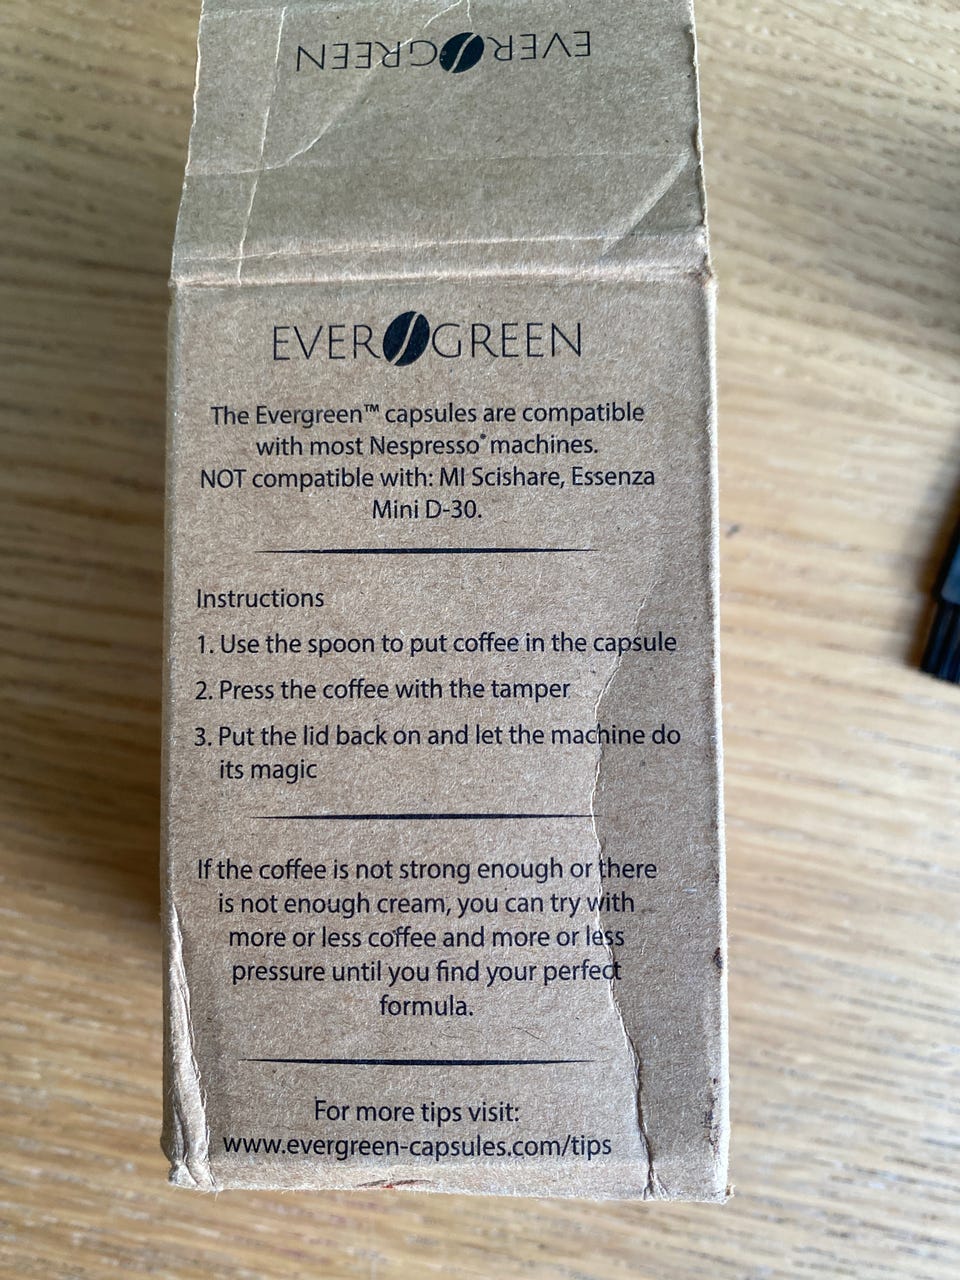 EVERGREEN
EVERGREEN
The Evergreen™ capsules are compatible
with most Nespresso® machines.
NOT compatible with: MI Scishare, Essenza
Mini D-30.
Instructions
1. Use the spoon to put coffee in the capsule
2. Press the coffee with the tamper
3. Put the lid back on and let the machine do
its magic
If the coffee is not strong enough or there
is not enough cream, you can try with
more or less coffee and more or less
pressure until you find your perfect
formula.
For more tips visit:
www.evergreen-capsules.com/tips